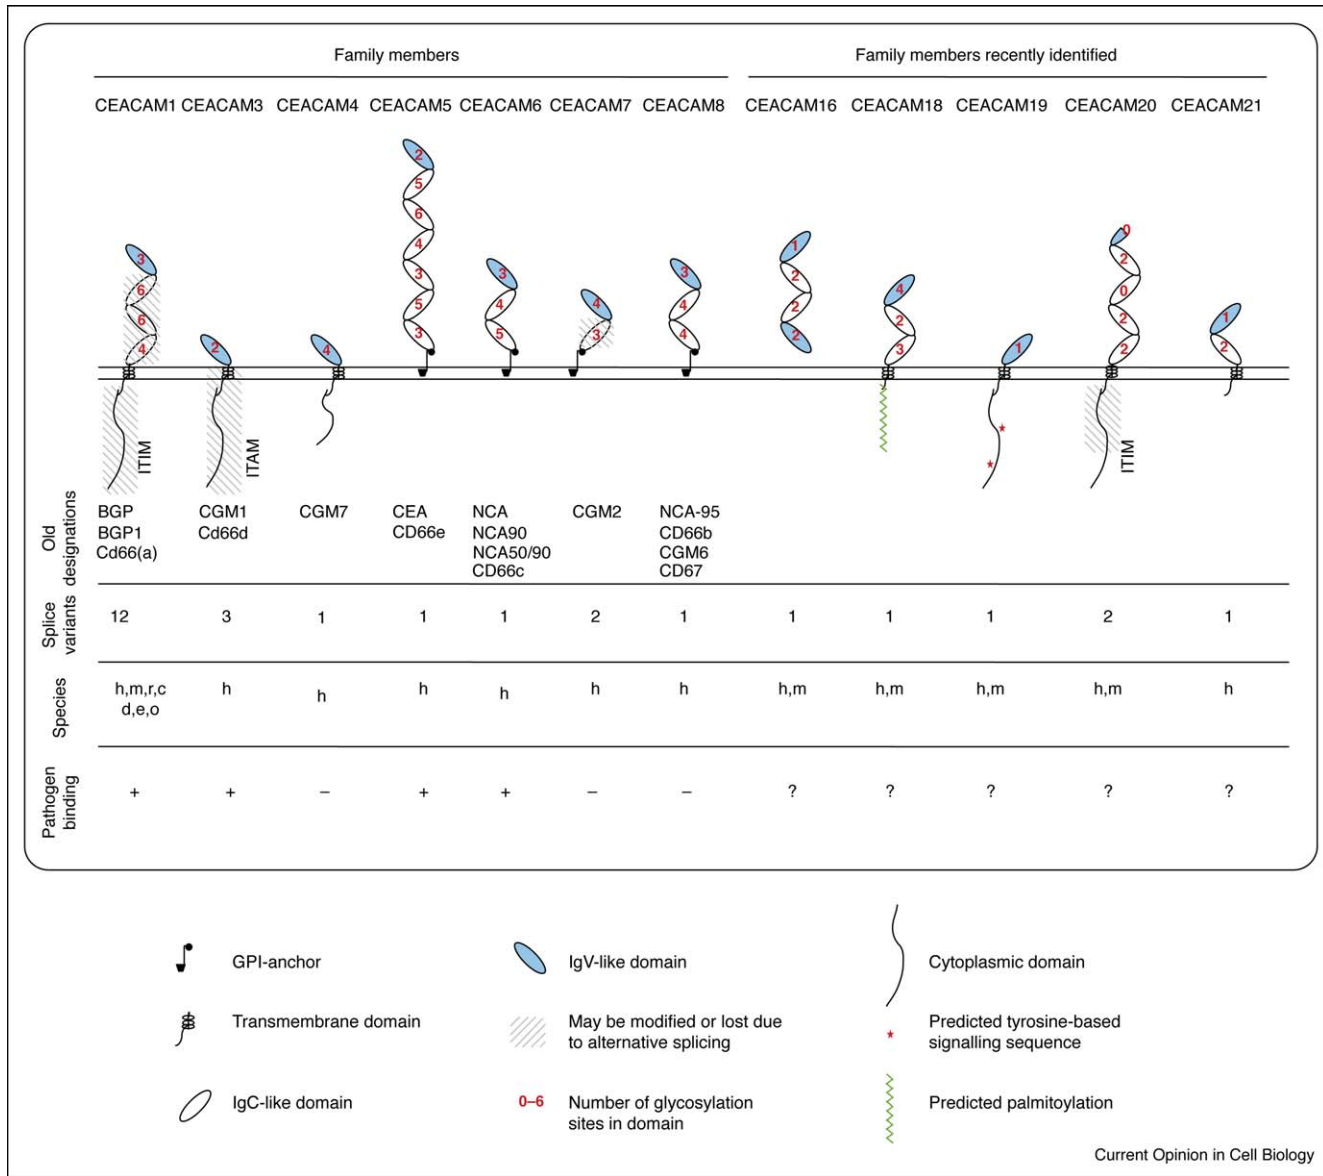 Family members
Family members recently identified
CEACAM1 CEACAM3 CEACAM4 CEACAM5 CEACAM6 CEACAM7 CEACAM8 CEACAM16 CEACAM18 CEACAM19 CEACAM20 CEACAM21
3
6
6
4
2
4
2
5
6
4
3
5
3
3
4
5
4
3
3
4
4
1
2
2
2
4
2
3
1
0
2
0
2
2
1
2
ITIM
ITAM
ITIM
Old
designations
BGP
BGP1
Cd66(a)
CGM1
Cd66d
CGM7
CEA
CD66e
NCA
NCA90
NCA50/90
CD66c
CGM2
NCA-95
CD66b
CGM6
CD67
Splice
variants
12 3 1 1 1 2 1 1 1 1 2 1
Species
h,m,r,c
d,e,o
h h h h h h h,m h,m h,m h,m h
Pathogen
binding
+ + – + + – – ? ? ? ? ?
GPI-anchor
Transmembrane domain
IgC-like domain
IgV-like domain
May be modified or lost due
to alternative splicing
0–6 Number of glycosylation
sites in domain
Cytoplasmic domain
Predicted tyrosine-based
signalling sequence
Predicted palmitoylation
Current Opinion in Cell Biology